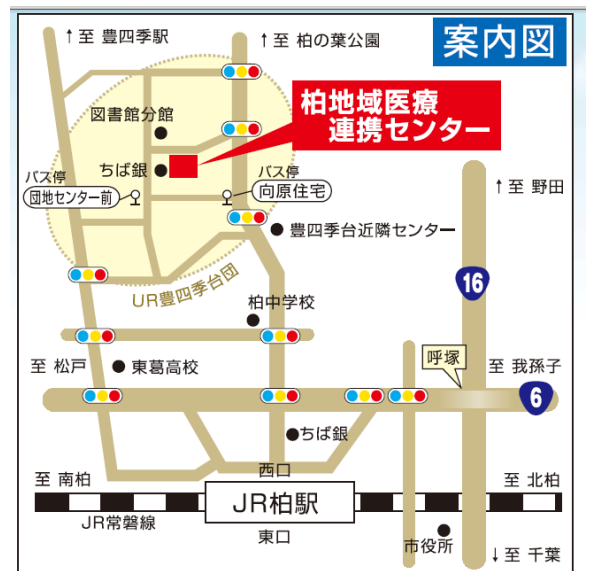 ↑至 豊四季駅
↑至 柏の葉公園
案内図
柏地域医療
連携センター
図書館分館
ちば銀
バス停
団地センター前
バス停
向原住宅
↑至 野田
豊四季台近隣センター
UR豊四季台団
16
柏中学校
呼塚
至 松戸
東葛高校
至 我孫子
6
ちば銀
西口
至 南柏
至 北柏
JR柏駅
JR常磐線
東口
市役所
↓至 千葉